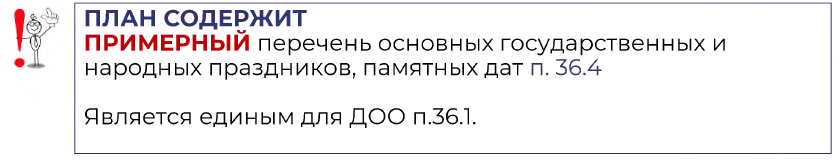 ПЛАН СОДЕРЖИТ
ПРИМЕРНЫЙ перечень основных государственных и
народных праздников, памятных дат п. 36.4
Является единым для ДОО п.36.1.